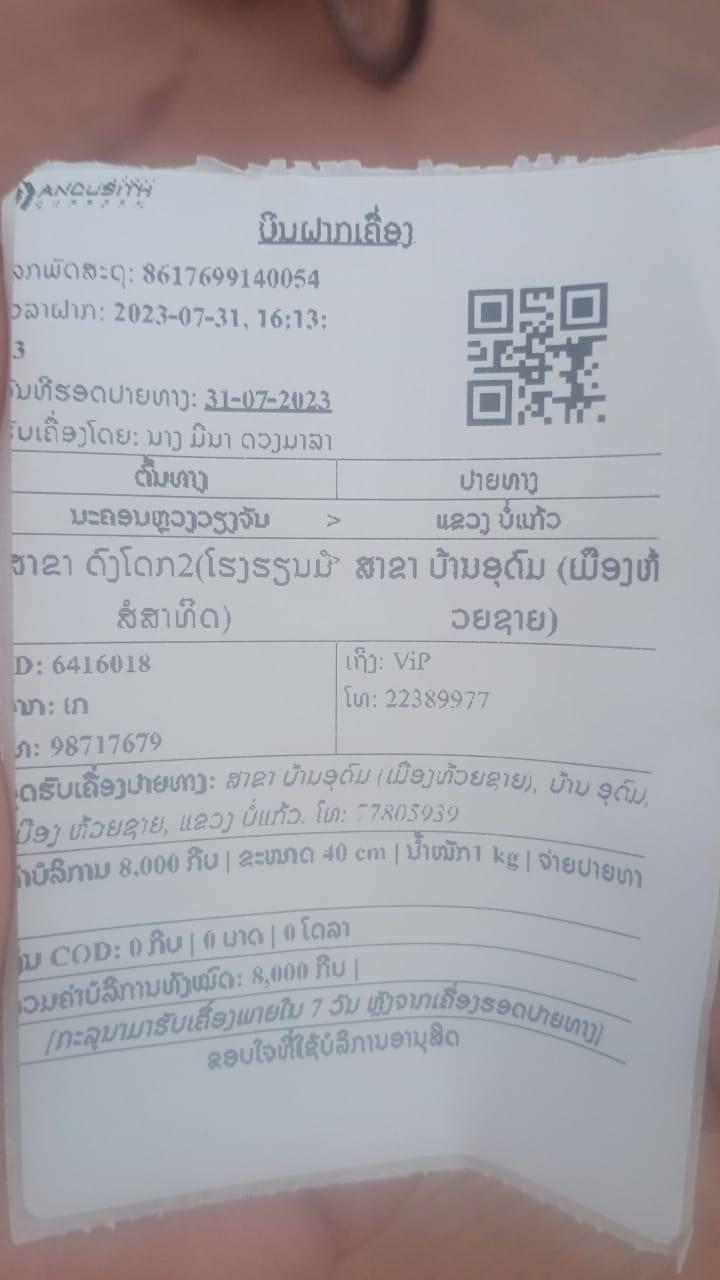 ANOUSITH
ບິນຝາກເຄື່ອງ
ລກພັດສະດຸ: 8617699140054
ວລາຝາກ: 2023-07-31, 16:13:
3
ັນທີຮອດປາຍທາງ: 31-07-2023
ຮັບເຄື່ອງໂດຍ: ນາງ ມີນາ ດວງມາລາ
ຕົ້ນທາງ ປາຍທາງ
ນະຄອນຫຼວງວຽງຈັນ > ແຂວງ ບໍ່ແກ້ວ
ສາຂາ ດົງໂດກ2(ໂຮງຮຽນມໍ > ສາຂາ ບ້ານອຸດົມ (ເມືອງຫ້
ສໍສາທິດ) ວຍຊາຍ)
D: 6416018 ເຖິງ: ViP
ເກ ໂທ: 22389977
98717679
ຸດຮັບເຄື່ອງປາຍທາງ: ສາຂາ ບ້ານອຸດົມ (ເມືອງຫ້ວຍຊາຍ), ບ້ານ ອຸດົມ,
ເມືອງ ຫ້ວຍຊາຍ, ແຂວງ ບໍ່ແກ້ວ. ໂທ: 77805939
ຄ່າບໍລິການ 8,000 ກີບ | ຂະໜາດ 40 cm | ນ້ຳໜັກ1 kg | ຈ່າຍປາຍທາ
ງິນ COD: 0 ກີບ | 0 ບາດ | 0 ໂດລາ
ວມຄ່າບໍລິການທັງໝົດ: 8,000 ກີບ |
[ກະລຸນາມາຮັບເຄື່ອງພາຍໃນ 7 ວັນ ຫຼັງຈາກເຄື່ອງຮອດປາຍທາງ]
ຂອບໃຈທີ່ໃຊ້ບໍລິການອານຸສິດ